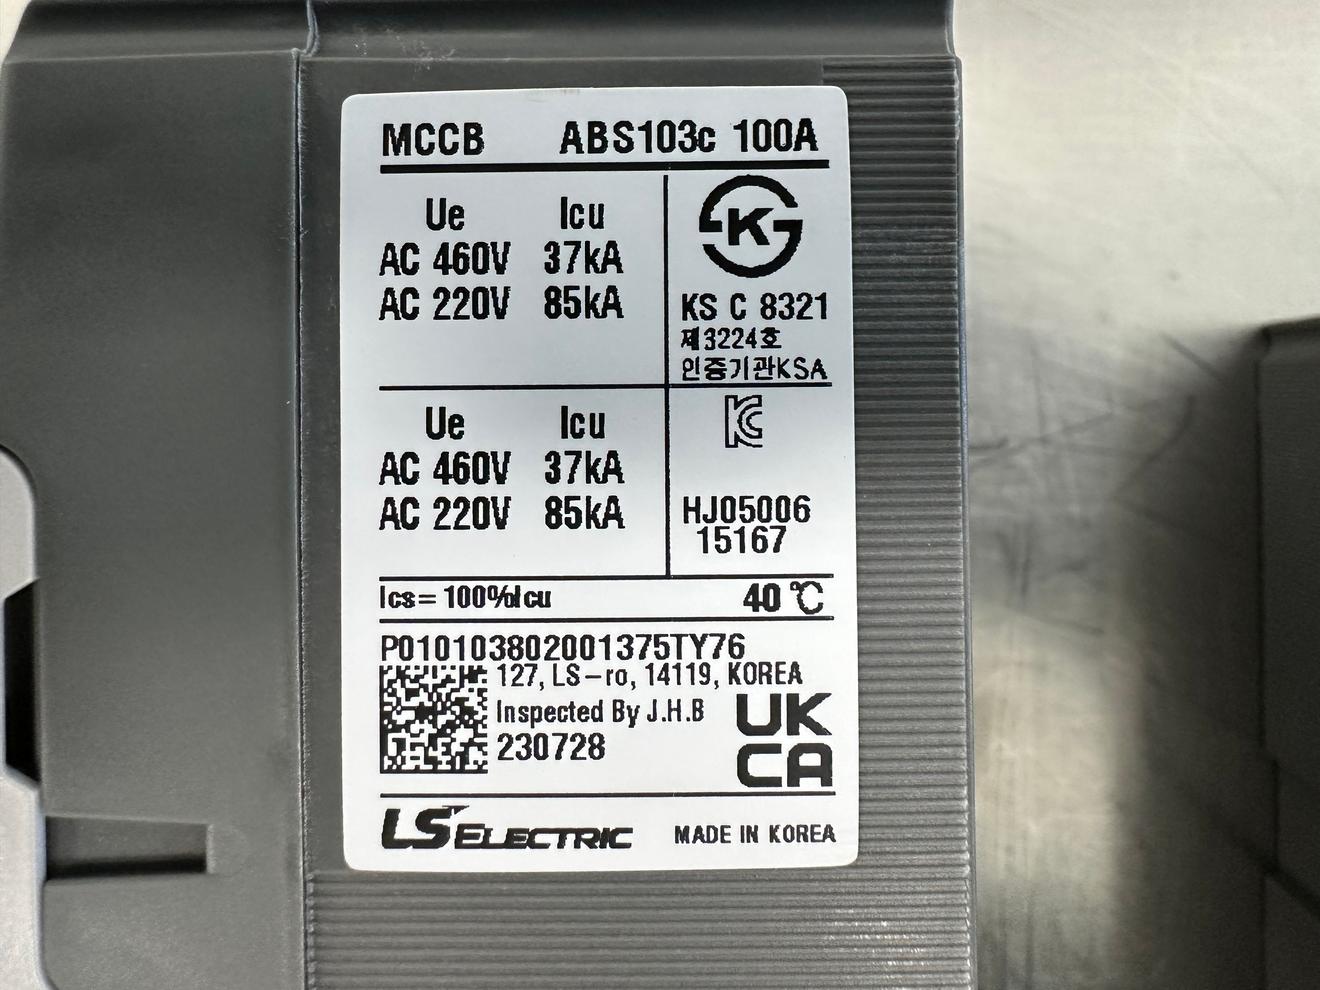 MCCB ABS103c 100A
Ue Icu
AC 460V 37kA
AC 220V 85kA
K
KS C 8321
제3224호
인증기관KSA
Ue Icu
AC 460V 37kA
AC 220V 85kA
KC
HJ05006
15167
Ics=100%Icu 40℃
P010103802001375TY76
127, LS-ro, 14119, KOREA
Inspected By J.H.B
230728
UK
CA
LS ELECTRIC MADE IN KOREA